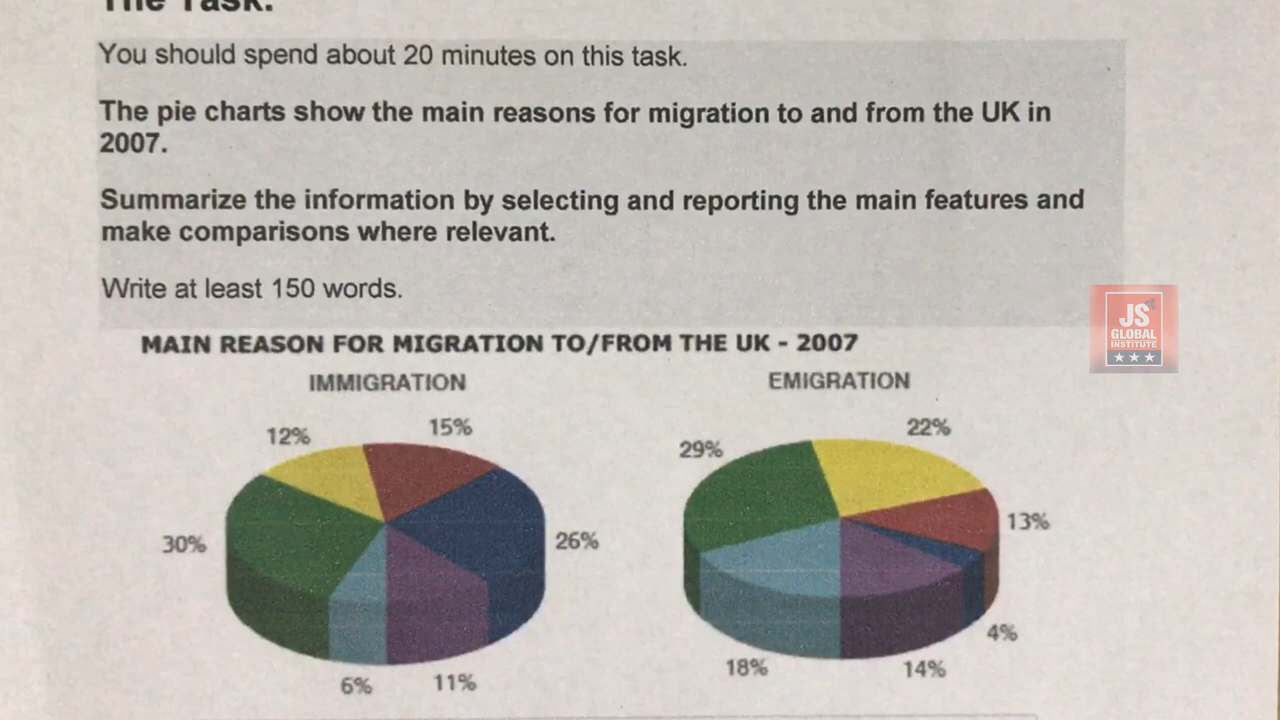 The Task:
You should spend about 20 minutes on this task.
The pie charts show the main reasons for migration to and from the UK in
2007.
Summarize the information by selecting and reporting the main features and
make comparisons where relevant.
Write at least 150 words.
MAIN REASON FOR MIGRATION TO/FROM THE UK - 2007
IMMIGRATION
EMIGRATION
12%
15%
30%
26%
6%
11%
29%
22%
13%
4%
18%
14%
JS
GLOBAL
INSTITUTE